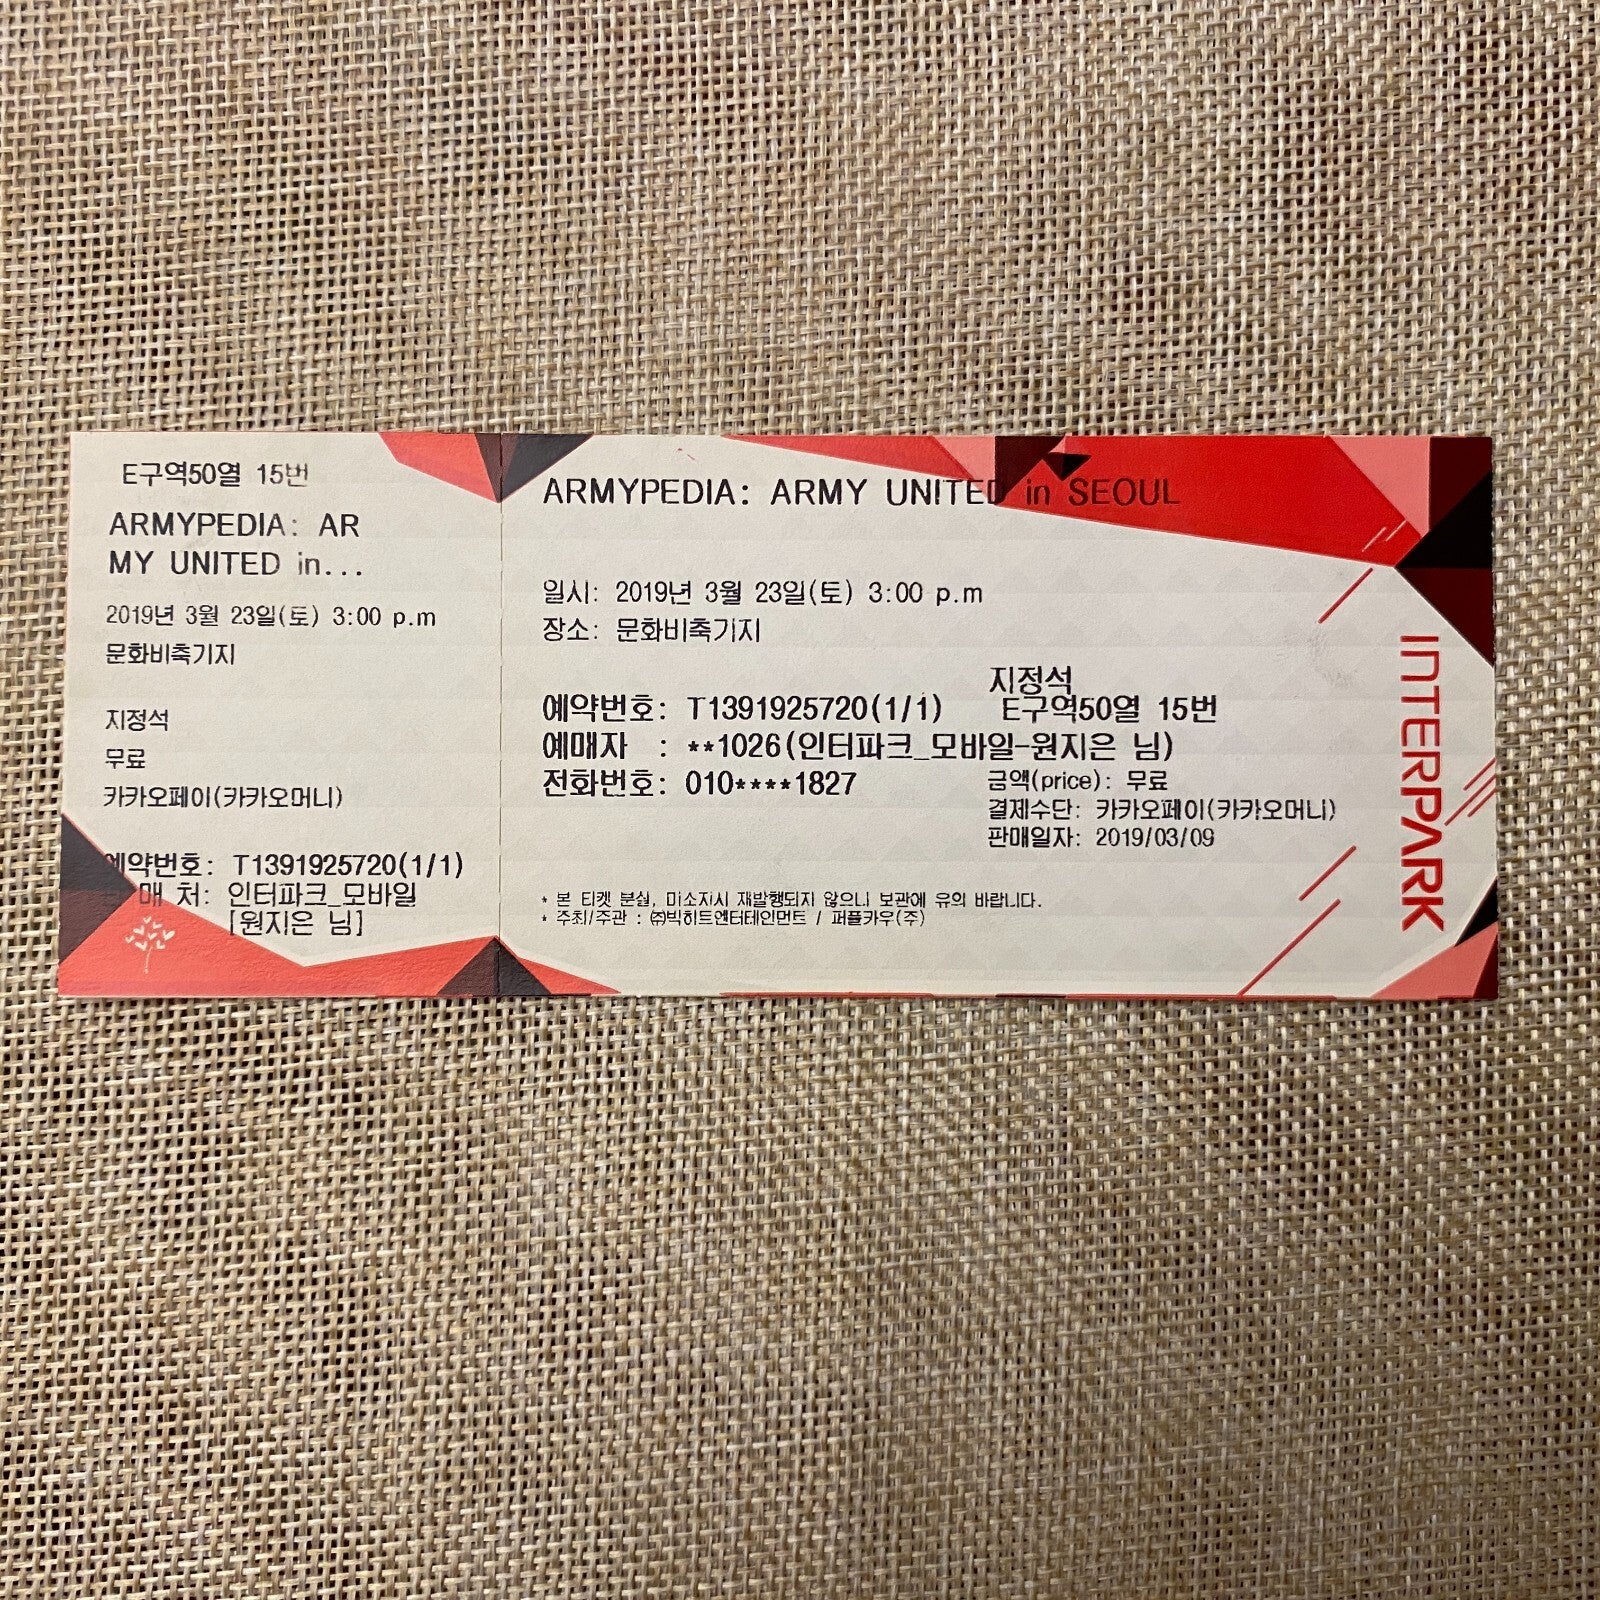 E구역50열 15번
ARMYPEDIA: AR
MY UNITED in...
2019년 3월 23일(토) 3:00 p.m
문화비축기지
지정석
무료
카카오페이(카카오머니)
예약번호: T1391925720(1/1)
매 처: 인터파크_모바일
[원지은 님]
ARMYPEDIA: ARMY UNITED in SEOUL
일시: 2019년 3월 23일(토) 3:00 p.m
장소: 문화비축기지
지정석
예약번호: T1391925720(1/1) E구역50열 15번
예매자 : **1026(인터파크_모바일-원지은 님)
전화번호: 010****1827
금액(price): 무료
결제수단: 카카오페이(카카오머니)
판매일자: 2019/03/09
* 본 티켓 분실, 미소지시 재발행되지 않으니 보관에 유의 바랍니다.
* 주최/주관 : ㈜빅히트엔터테인먼트 / 퍼플카우(주)
INTERPARK